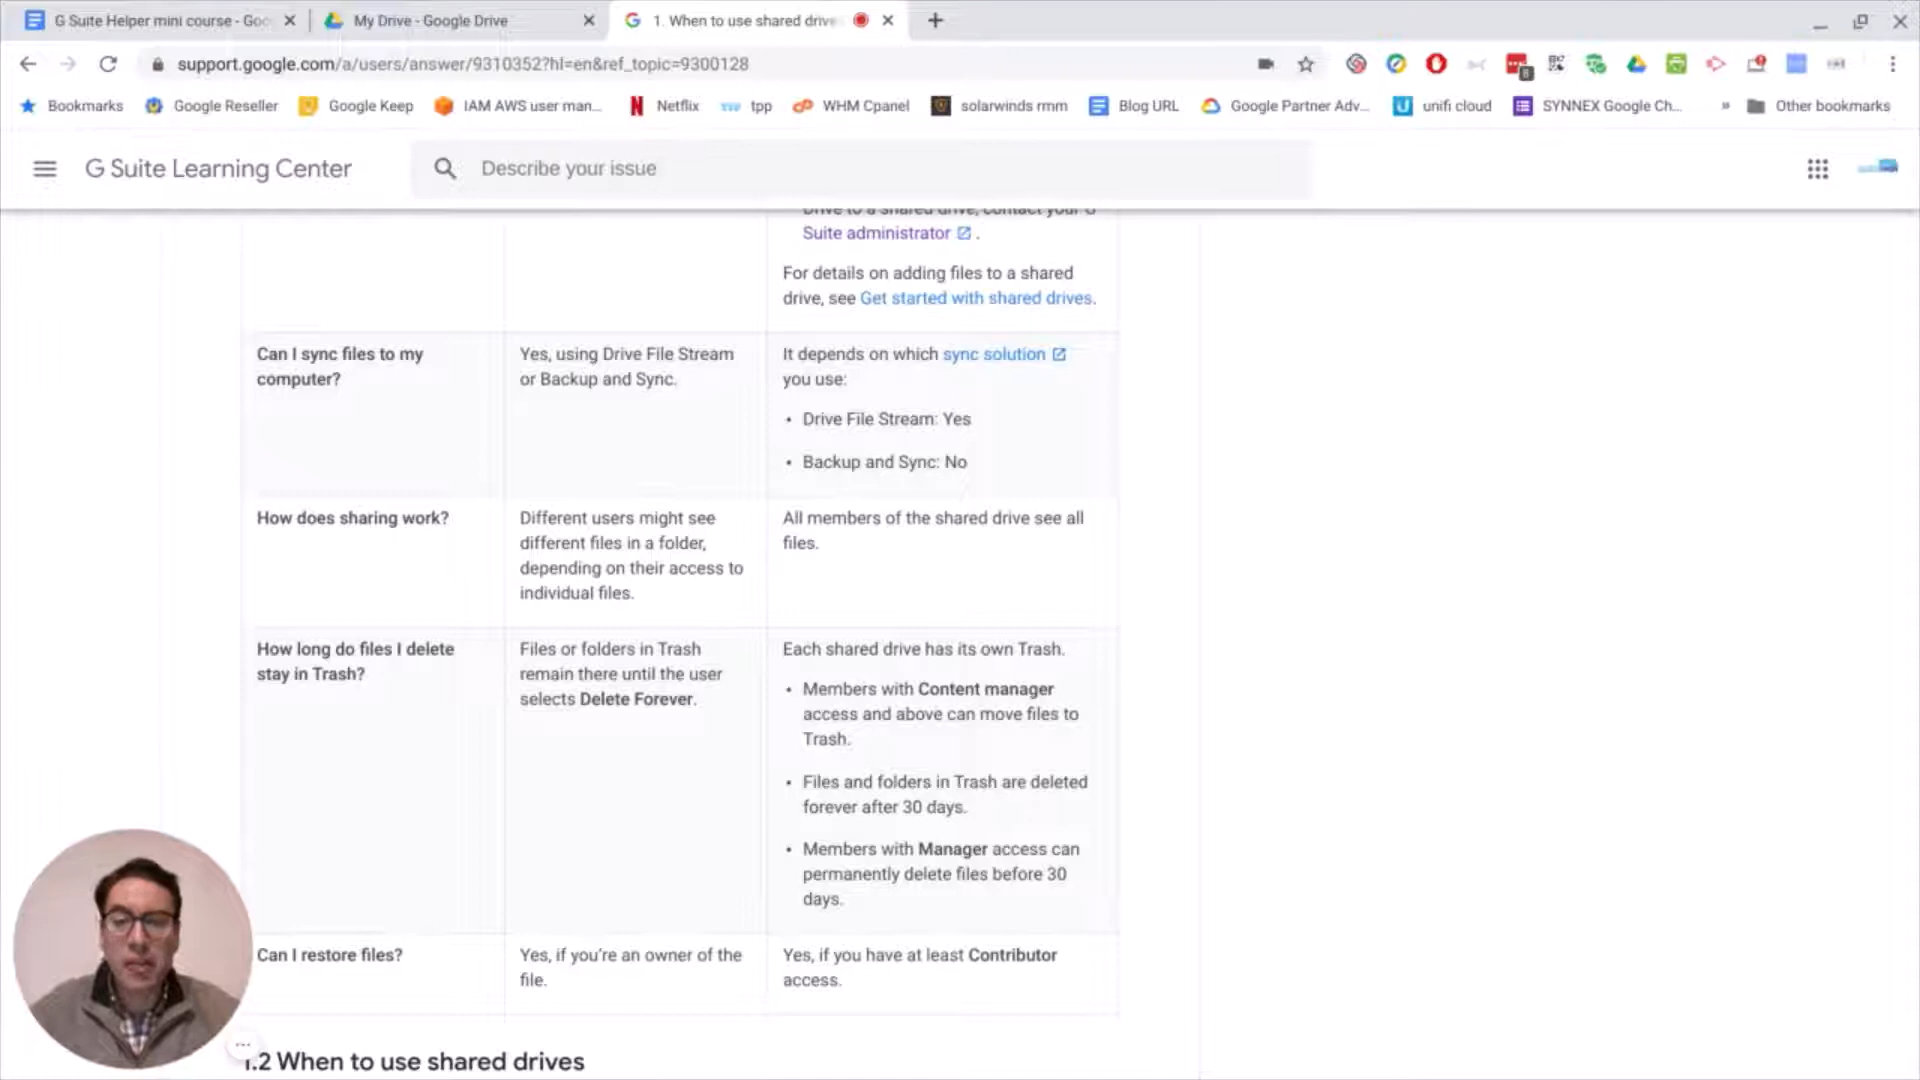 G Suite Helper mini course - Goo
My Drive - Google Drive
1. When to use shared drive
support.google.com/a/users/answer/9310352?hl=en&ref_topic=9300128
8
Bookmarks
Google Reseller
Google Keep
IAM AWS user man...
Netflix
tpp
WHM Cpanel
solarwinds rmm
Blog URL
Google Partner Adv...
unifi cloud
SYNNEX Google Ch...
»
Other bookmarks
G Suite Learning Center
Describe your issue
Drive to a shared drive, contact your G
Suite administrator .
For details on adding files to a shared
drive, see Get started with shared drives.
Can I sync files to my
computer?
Yes, using Drive File Stream
or Backup and Sync.
It depends on which sync solution
you use:
• Drive File Stream: Yes
• Backup and Sync: No
How does sharing work?
Different users might see
different files in a folder,
depending on their access to
individual files.
All members of the shared drive see all
files.
How long do files I delete
stay in Trash?
Files or folders in Trash
remain there until the user
selects Delete Forever.
Each shared drive has its own Trash.
• Members with Content manager
access and above can move files to
Trash.
• Files and folders in Trash are deleted
forever after 30 days.
• Members with Manager access can
permanently delete files before 30
days.
Can I restore files?
Yes, if you're an owner of the
file.
Yes, if you have at least Contributor
access.
1.2 When to use shared drives